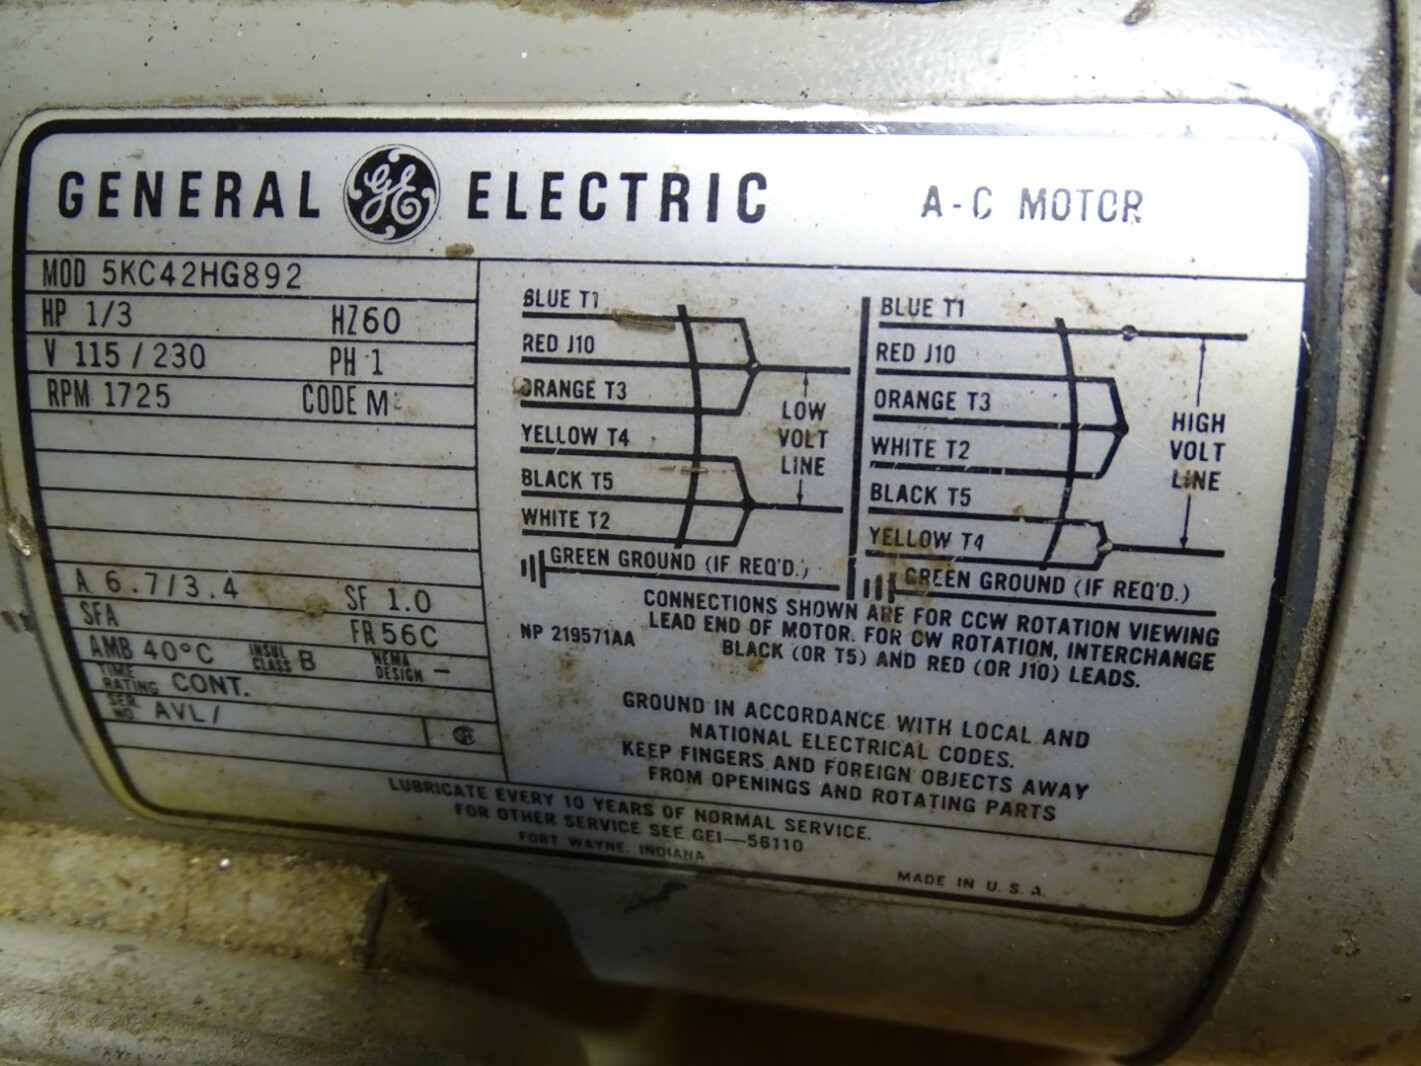 GENERAL GE ELECTRIC A-C MOTOR
MOD 5KC42HG892
HP 1/3 HZ60
V 115 / 230 PH 1
RPM 1725 CODE M
A 6.7/3.4 SF 1.0
SFA FR 56C
AMB 40°C INSUL CLASS B NEMA DESIGN -
TIME RATING CONT.
SER. NO. AVL/
BLUE T1
RED J10
ORANGE T3
YELLOW T4
BLACK T5
WHITE T2
LOW
VOLT
LINE
GREEN GROUND (IF REQ'D.)
BLUE T1
RED J10
ORANGE T3
WHITE T2
BLACK T5
YELLOW T4
HIGH
VOLT
LINE
GREEN GROUND (IF REQ'D.)
NP 219571AA
CONNECTIONS SHOWN ARE FOR CCW ROTATION VIEWING
LEAD END OF MOTOR. FOR CW ROTATION, INTERCHANGE
BLACK (OR T5) AND RED (OR J10) LEADS.
GROUND IN ACCORDANCE WITH LOCAL AND
NATIONAL ELECTRICAL CODES.
KEEP FINGERS AND FOREIGN OBJECTS AWAY
FROM OPENINGS AND ROTATING PARTS
LUBRICATE EVERY 10 YEARS OF NORMAL SERVICE.
FOR OTHER SERVICE SEE GEI-56110
FORT WAYNE, INDIANA
MADE IN U.S.A.